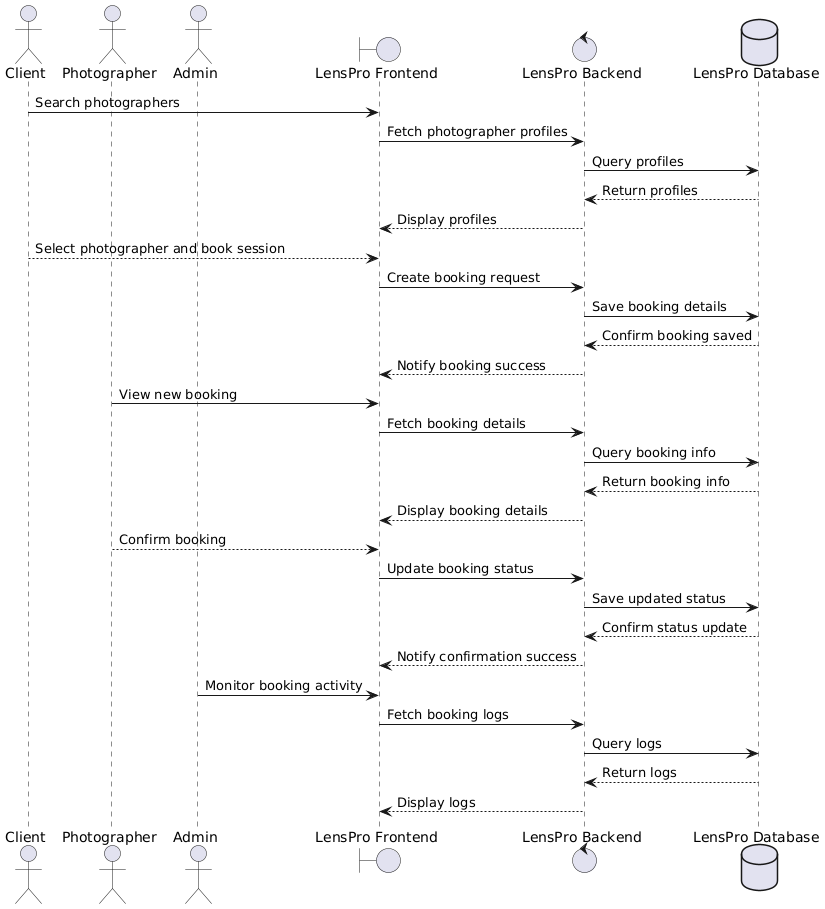 Client Photographer Admin LensPro Frontend LensPro Backend LensPro Database
Search photographers
Fetch photographer profiles
Query profiles
Return profiles
Display profiles
Select photographer and book session
Create booking request
Save booking details
Confirm booking saved
Notify booking success
View new booking
Fetch booking details
Query booking info
Return booking info
Display booking details
Confirm booking
Update booking status
Save updated status
Confirm status update
Notify confirmation success
Monitor booking activity
Fetch booking logs
Query logs
Return logs
Display logs
Client Photographer Admin LensPro Frontend LensPro Backend LensPro Database